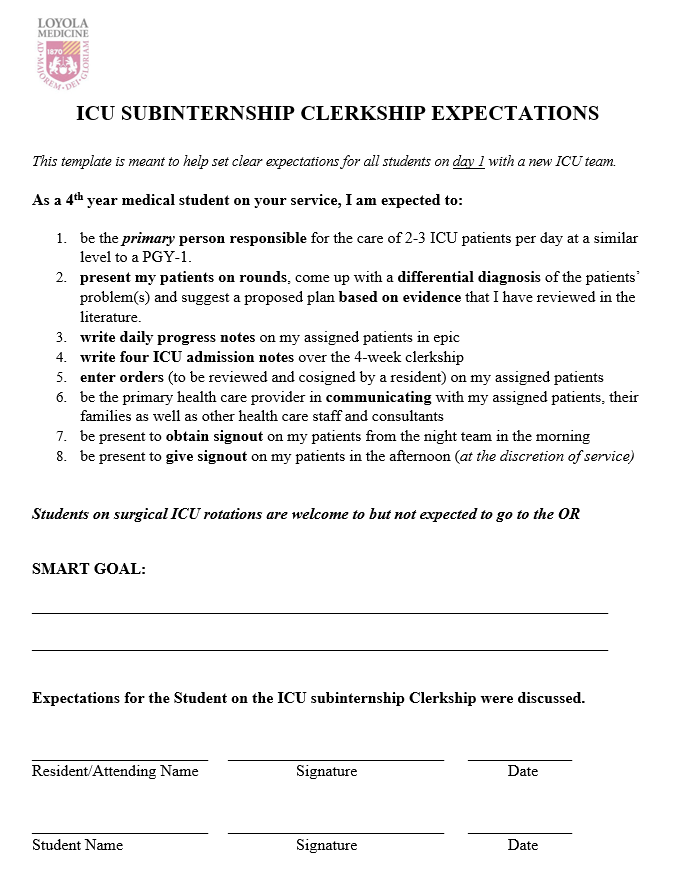 LOYOLA
MEDICINE
AD·MAJOREM·DEI·GLORIAM
1870
ICU SUBINTERNSHIP CLERKSHIP EXPECTATIONS
This template is meant to help set clear expectations for all students on day 1 with a new ICU team.
As a 4th year medical student on your service, I am expected to:
1. be the primary person responsible for the care of 2-3 ICU patients per day at a similar
level to a PGY-1.
2. present my patients on rounds, come up with a differential diagnosis of the patients’
problem(s) and suggest a proposed plan based on evidence that I have reviewed in the
literature.
3. write daily progress notes on my assigned patients in epic
4. write four ICU admission notes over the 4-week clerkship
5. enter orders (to be reviewed and cosigned by a resident) on my assigned patients
6. be the primary health care provider in communicating with my assigned patients, their
families as well as other health care staff and consultants
7. be present to obtain signout on my patients from the night team in the morning
8. be present to give signout on my patients in the afternoon (at the discretion of service)
Students on surgical ICU rotations are welcome to but not expected to go to the OR
SMART GOAL:
Expectations for the Student on the ICU subinternship Clerkship were discussed.
Resident/Attending Name Signature Date
Student Name Signature Date